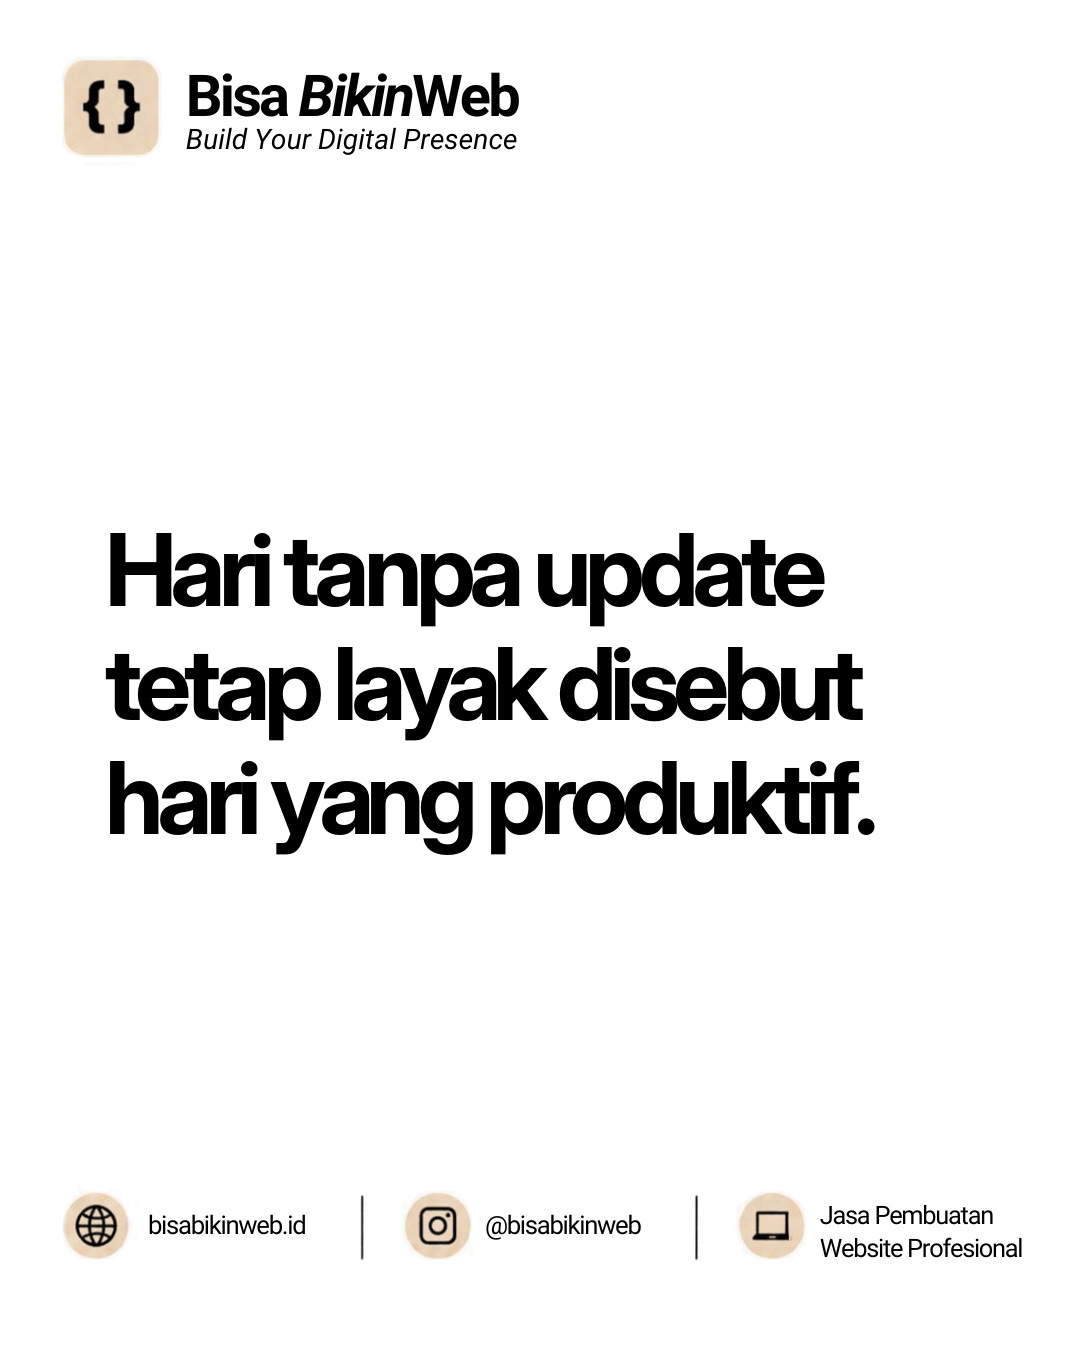 { }
Bisa BikinWeb
Build Your Digital Presence
Hari tanpa update
tetap layak disebut
hari yang produktif.
bisabikinweb.id
@bisabikinweb
Jasa Pembuatan
Website Profesional